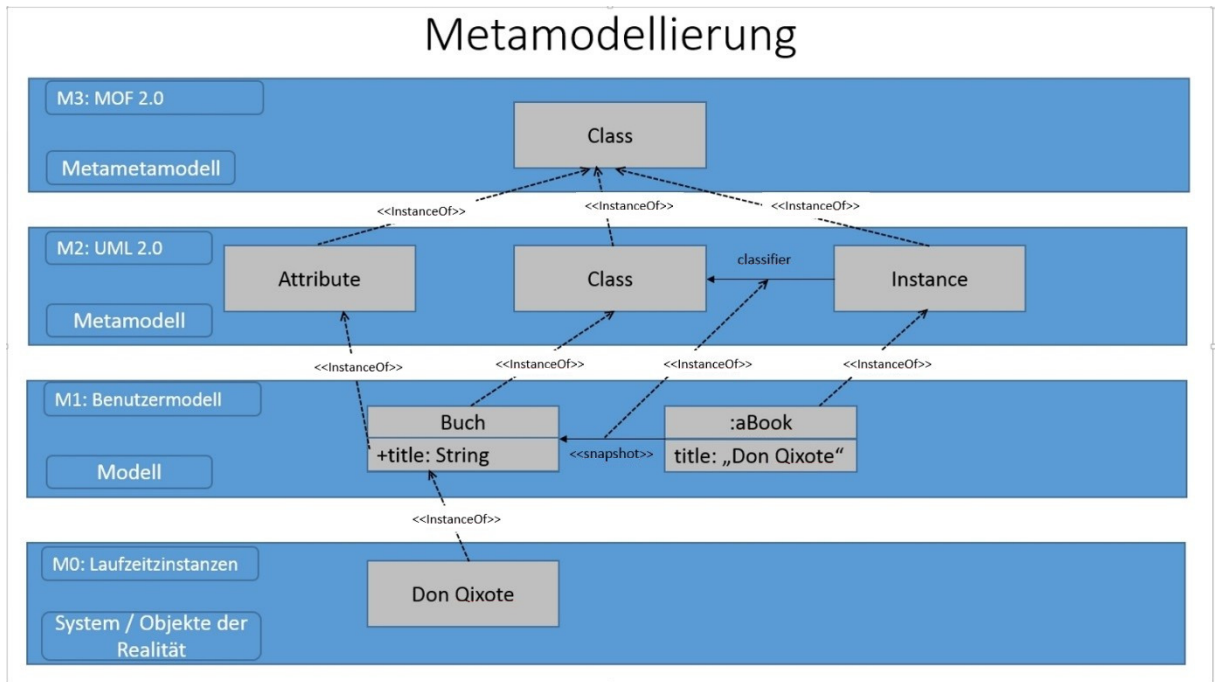 Metamodellierung
M3: MOF 2.0
Class
Metametamodell
<<InstanceOf>>
<<InstanceOf>>
<<InstanceOf>>
M2: UML 2.0
Attribute
Class
classifier
Instance
Metamodell
<<InstanceOf>>
<<InstanceOf>>
<<InstanceOf>>
<<InstanceOf>>
M1: Benutzermodell
Buch
:aBook
+title: String
<<snapshot>>
title: „Don Qixote“
Modell
<<InstanceOf>>
M0: Laufzeitzinstanzen
Don Qixote
System / Objekte der
Realität